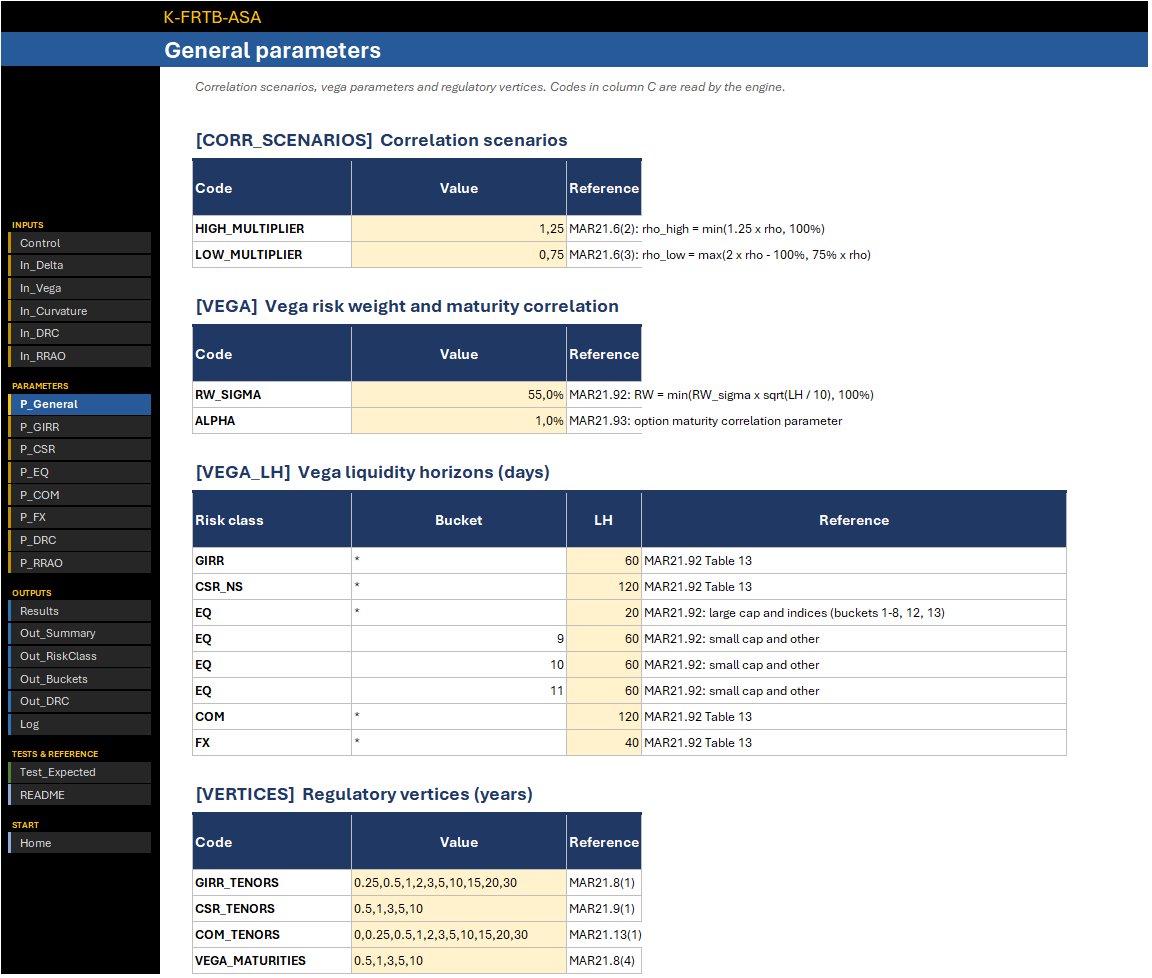 K-FRTB-ASA
General parameters
Correlation scenarios, vega parameters and regulatory vertices. Codes in column C are read by the engine.
INPUTS
Control
In_Delta
In_Vega
In_Curvature
In_DRC
In_RRAO
PARAMETERS
P_General
P_GIRR
P_CSR
P_EQ
P_COM
P_FX
P_DRC
P_RRAO
OUTPUTS
Results
Out_Summary
Out_RiskClass
Out_Buckets
Out_DRC
Log
TESTS & REFERENCE
Test_Expected
README
START
Home
[CORR_SCENARIOS] Correlation scenarios
Code Value Reference
HIGH_MULTIPLIER 1,25 MAR21.6(2): rho_high = min(1.25 x rho, 100%)
LOW_MULTIPLIER 0,75 MAR21.6(3): rho_low = max(2 x rho - 100%, 75% x rho)
[VEGA] Vega risk weight and maturity correlation
Code Value Reference
RW_SIGMA 55,0% MAR21.92: RW = min(RW_sigma x sqrt(LH / 10), 100%)
ALPHA 1,0% MAR21.93: option maturity correlation parameter
[VEGA_LH] Vega liquidity horizons (days)
Risk class Bucket LH Reference
GIRR * 60 MAR21.92 Table 13
CSR_NS * 120 MAR21.92 Table 13
EQ * 20 MAR21.92: large cap and indices (buckets 1-8, 12, 13)
EQ 9 60 MAR21.92: small cap and other
EQ 10 60 MAR21.92: small cap and other
EQ 11 60 MAR21.92: small cap and other
COM * 120 MAR21.92 Table 13
FX * 40 MAR21.92 Table 13
[VERTICES] Regulatory vertices (years)
Code Value Reference
GIRR_TENORS 0.25,0.5,1,2,3,5,10,15,20,30 MAR21.8(1)
CSR_TENORS 0.5,1,3,5,10 MAR21.9(1)
COM_TENORS 0,0.25,0.5,1,2,3,5,10,15,20,30 MAR21.13(1)
VEGA_MATURITIES 0.5,1,3,5,10 MAR21.8(4)